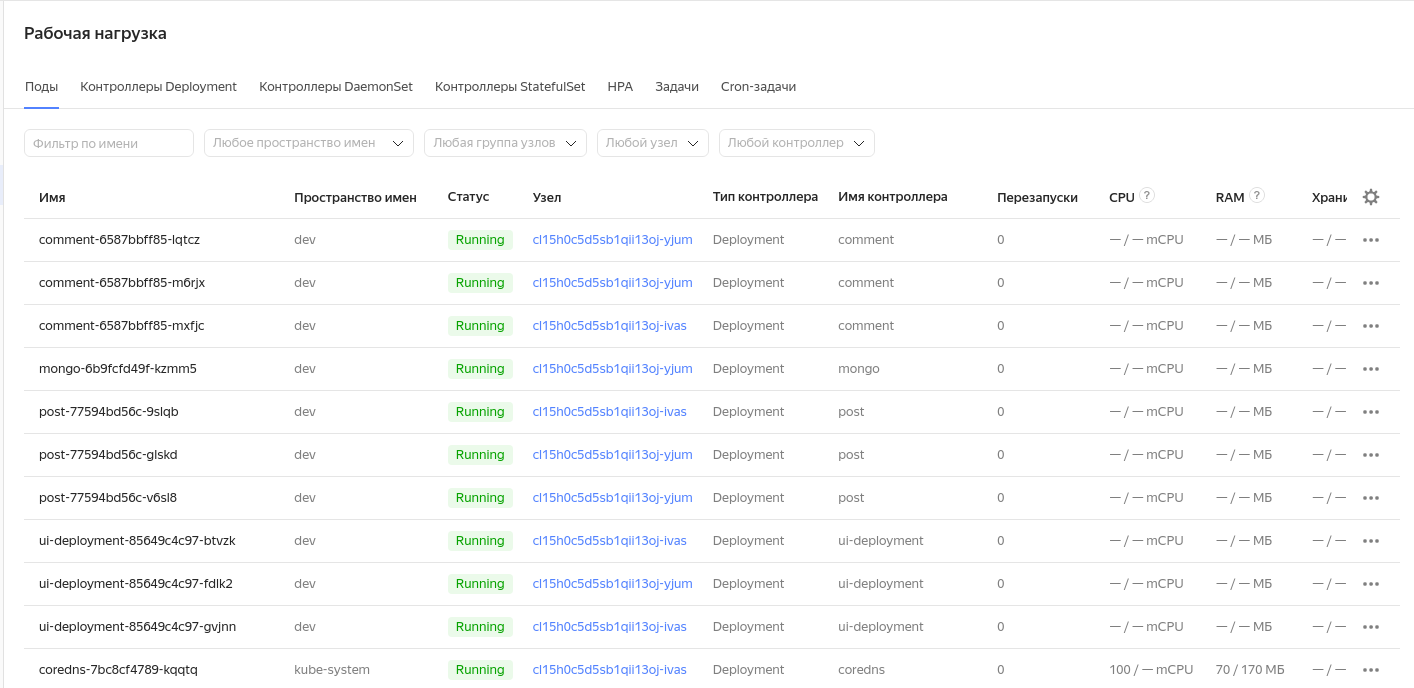 Рабочая нагрузка
Поды Контроллеры Deployment Контроллеры DaemonSet Контроллеры StatefulSet HPA Задачи Cron-задачи
Фильтр по имени Любое пространство имен Любая группа узлов Любой узел Любой контроллер
Имя Пространство имен Статус Узел Тип контроллера Имя контроллера Перезапуски CPU ? RAM ? Храни
comment-6587bbff85-lqtcz dev Running cl15h0c5d5sb1qii13oj-yjum Deployment comment 0 — / — mCPU — / — МБ — / —
comment-6587bbff85-m6rjx dev Running cl15h0c5d5sb1qii13oj-yjum Deployment comment 0 — / — mCPU — / — МБ — / —
comment-6587bbff85-mxfjc dev Running cl15h0c5d5sb1qii13oj-ivas Deployment comment 0 — / — mCPU — / — МБ — / —
mongo-6b9fcfd49f-kzmm5 dev Running cl15h0c5d5sb1qii13oj-yjum Deployment mongo 0 — / — mCPU — / — МБ — / —
post-77594bd56c-9slqb dev Running cl15h0c5d5sb1qii13oj-ivas Deployment post 0 — / — mCPU — / — МБ — / —
post-77594bd56c-glskd dev Running cl15h0c5d5sb1qii13oj-yjum Deployment post 0 — / — mCPU — / — МБ — / —
post-77594bd56c-v6sl8 dev Running cl15h0c5d5sb1qii13oj-yjum Deployment post 0 — / — mCPU — / — МБ — / —
ui-deployment-85649c4c97-btvzk dev Running cl15h0c5d5sb1qii13oj-ivas Deployment ui-deployment 0 — / — mCPU — / — МБ — / —
ui-deployment-85649c4c97-fdlk2 dev Running cl15h0c5d5sb1qii13oj-yjum Deployment ui-deployment 0 — / — mCPU — / — МБ — / —
ui-deployment-85649c4c97-gvjnn dev Running cl15h0c5d5sb1qii13oj-ivas Deployment ui-deployment 0 — / — mCPU — / — МБ — / —
coredns-7bc8cf4789-kqqtq kube-system Running cl15h0c5d5sb1qii13oj-ivas Deployment coredns 0 100 / — mCPU 70 / 170 МБ — / —